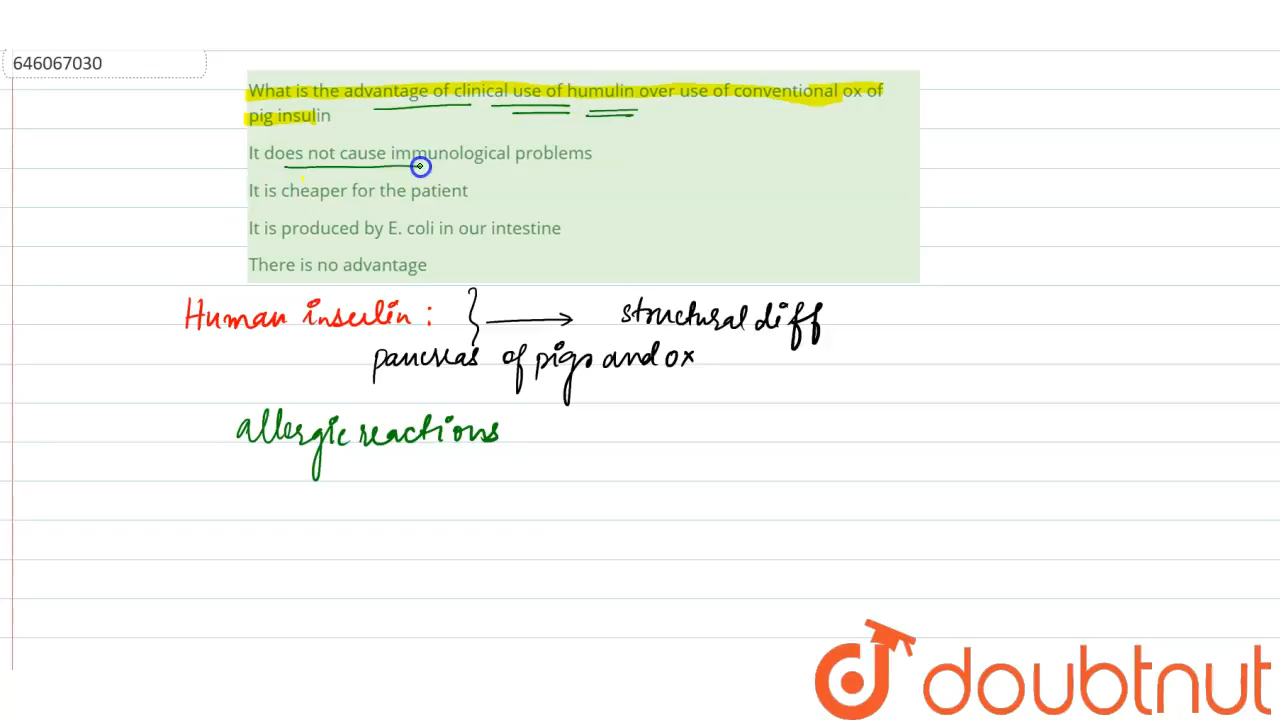 646067030
What is the advantage of clinical use of humulin over use of conventional ox of
pig insulin
It does not cause immunological problems
It is cheaper for the patient
It is produced by E. coli in our intestine
There is no advantage
Human insulin : } → structural diff
pancreas of pigs and ox
allergic reactions
doubtnut